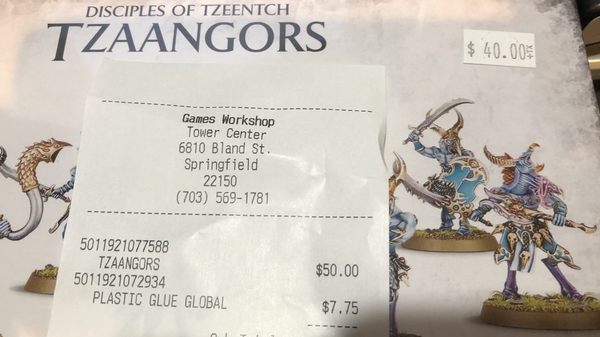 DISCIPLES OF TZEENTCH
TZAANGORS
$ 40.00 +TX
Games Workshop
Tower Center
6810 Bland St.
Springfield
22150
(703) 569-1781
5011921077588
TZAANGORS $50.00
5011921072934
PLASTIC GLUE GLOBAL $7.75